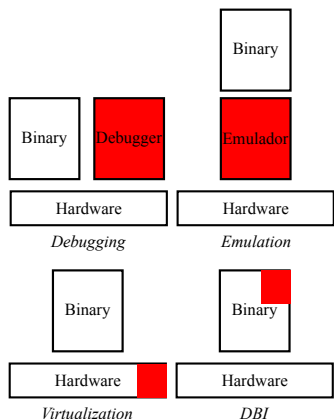 Binary
Binary
Debugger
Emulador
Hardware
Hardware
Debugging
Emulation
Binary
Binary
Hardware
Hardware
Virtualization
DBI